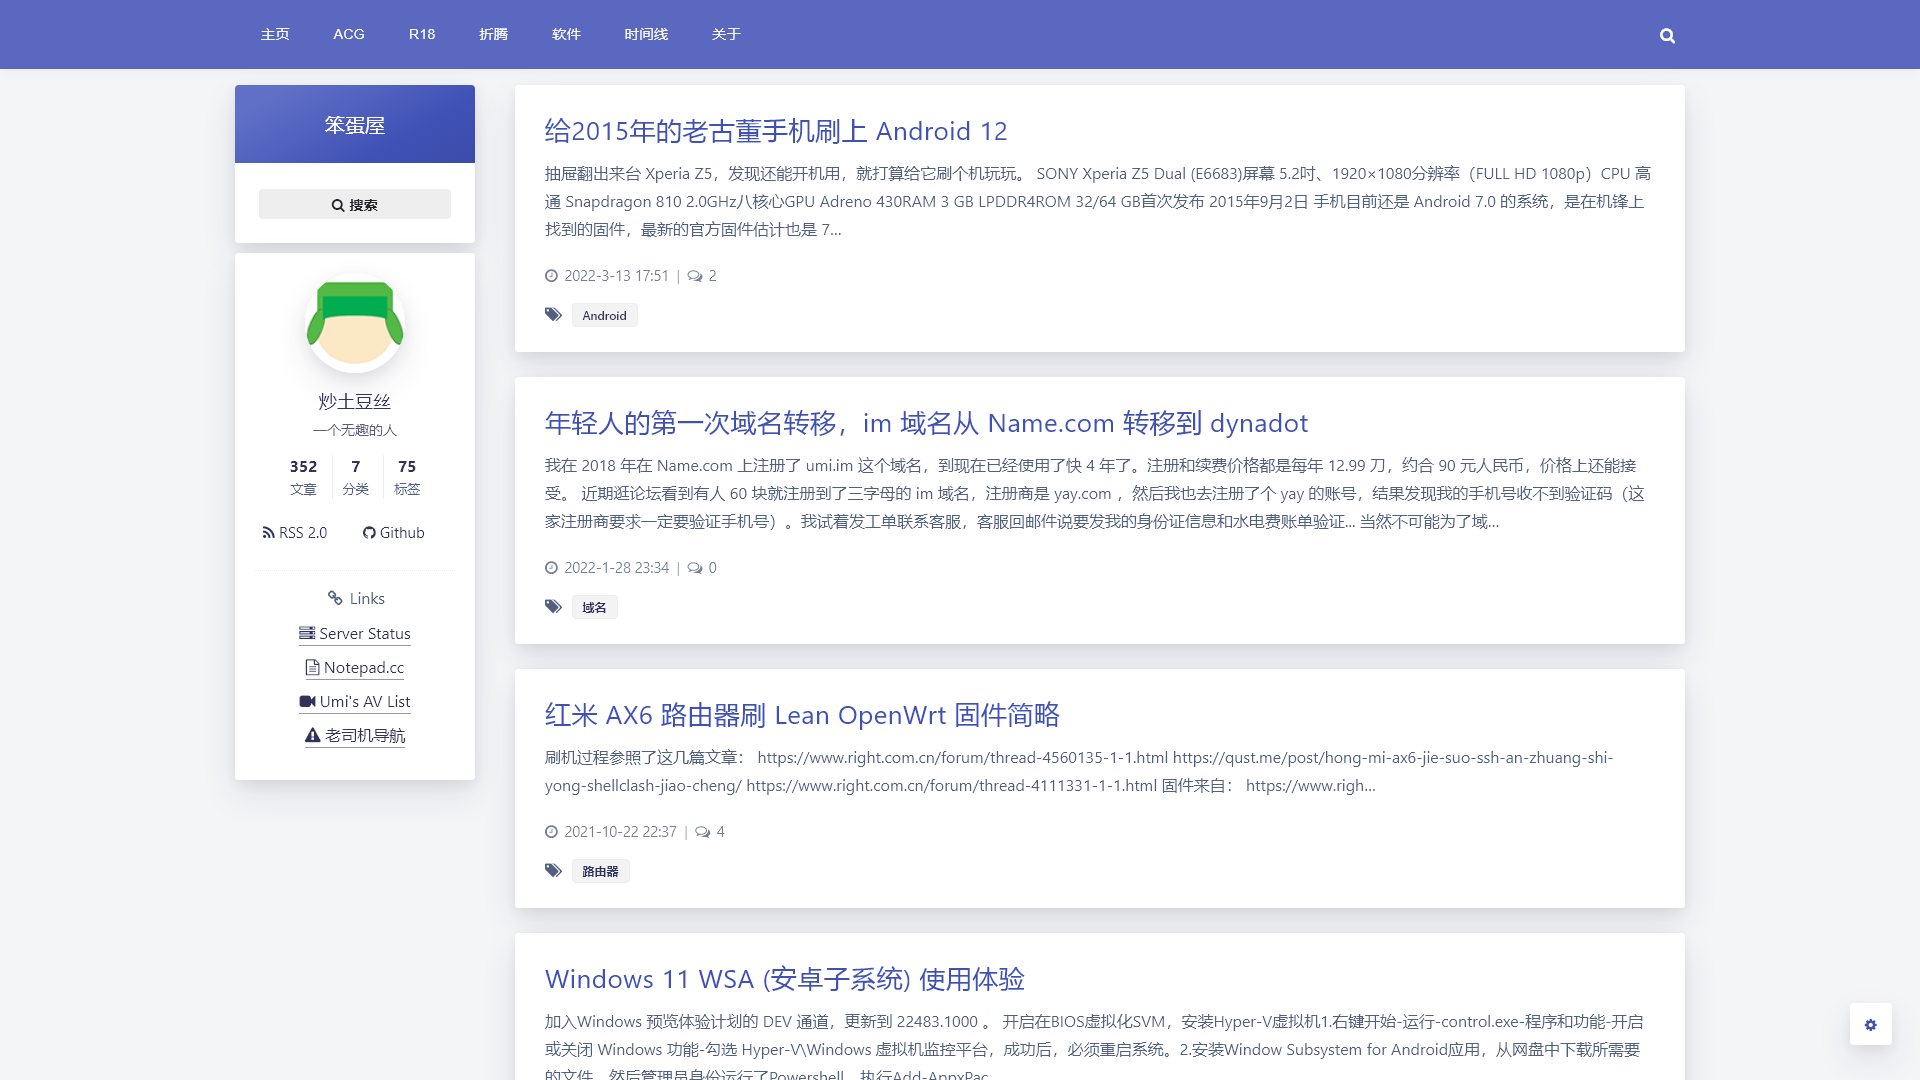 主页 ACG R18 折腾 软件 时间线 关于
笨蛋屋
搜索
炒土豆丝
一个无趣的人
352 7 75
文章 分类 标签
RSS 2.0 Github
Links
Server Status
Notepad.cc
Umi's AV List
老司机导航
给2015年的老古董手机刷上 Android 12
抽屉翻出来台 Xperia Z5，发现还能开机用，就打算给它刷个机玩玩。 SONY Xperia Z5 Dual (E6683)屏幕 5.2吋、1920×1080分辨率（FULL HD 1080p）CPU 高
通 Snapdragon 810 2.0GHz八核心GPU Adreno 430RAM 3 GB LPDDR4ROM 32/64 GB首次发布 2015年9月2日 手机目前还是 Android 7.0 的系统，是在机锋上
找到的固件，最新的官方固件估计也是 7...
2022-3-13 17:51 | 2
Android
年轻人的第一次域名转移，im 域名从 Name.com 转移到 dynadot
我在 2018 年在 Name.com 上注册了 umi.im 这个域名，到现在已经使用了快 4 年了。注册和续费价格都是每年 12.99 刀，约合 90 元人民币，价格上还能接
受。 近期逛论坛看到有人 60 块就注册到了三字母的 im 域名，注册商是 yay.com ，然后我也去注册了个 yay 的账号，结果发现我的手机号收不到验证码（这
家注册商要求一定要验证手机号）。我试着发工单联系客服，客服回邮件说要发我的身份证信息和水电费账单验证... 当然不可能为了域...
2022-1-28 23:34 | 0
域名
红米 AX6 路由器刷 Lean OpenWrt 固件简略
刷机过程参照了这几篇文章： https://www.right.com.cn/forum/thread-4560135-1-1.html https://qust.me/post/hong-mi-ax6-jie-suo-ssh-an-zhuang-shi-
yong-shellclash-jiao-cheng/ https://www.right.com.cn/forum/thread-4111331-1-1.html 固件来自： https://www.righ...
2021-10-22 22:37 | 4
路由器
Windows 11 WSA (安卓子系统) 使用体验
加入Windows 预览体验计划的 DEV 通道，更新到 22483.1000 。 开启在BIOS虚拟化SVM，安装Hyper-V虚拟机1.右键开始-运行-control.exe-程序和功能-开启
或关闭 Windows 功能-勾选 Hyper-V\Windows 虚拟机监控平台，成功后，必须重启系统。2.安装Window Subsystem for Android应用，从网盘中下载所需要
的文件，然后管理员身份运行了Powershell，执行Add-AppxPac